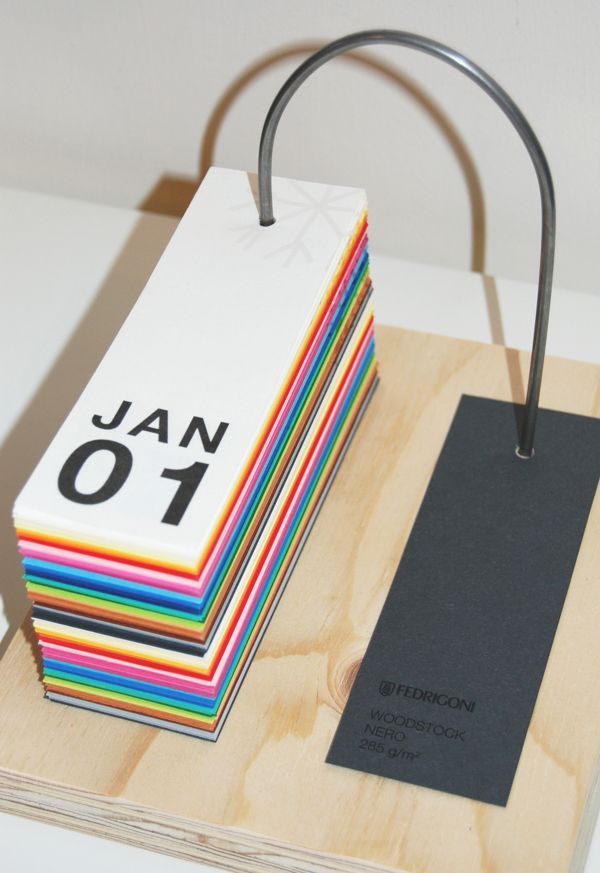 JAN
01
FEDRIGONI
WOODSTOCK
NERO
285 g/m²